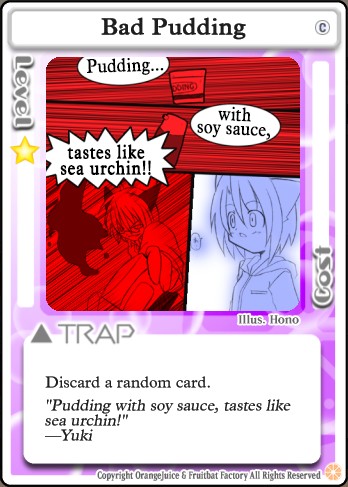 Bad Pudding
©
Level
Pudding...
PUDDING
with
soy sauce,
tastes like
sea urchin!!
Cost
Illus. Hono
TRAP
Discard a random card.
"Pudding with soy sauce, tastes like
sea urchin!"
—Yuki
Copyright Orangejuice & Fruitbat Factory All Rights Reserved